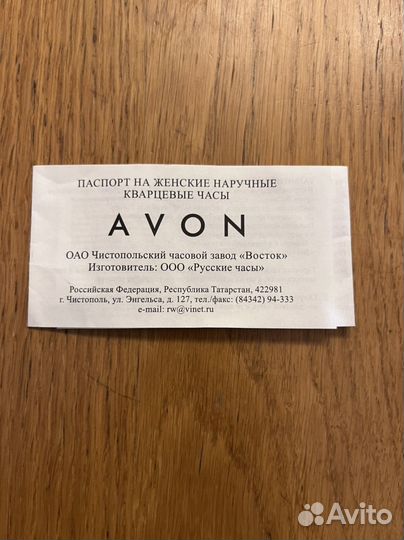 ПАСПОРТ НА ЖЕНСКИЕ НАРУЧНЫЕ
КВАРЦЕВЫЕ ЧАСЫ
AVON
ОАО Чистопольский часовой завод «Восток»
Изготовитель: ООО «Русские часы»
Российская Федерация, Республика Татарстан, 422981
г. Чистополь, ул. Энгельса, д. 127, тел./факс: (84342) 94-333
e-mail: rw@vinet.ru
Avito